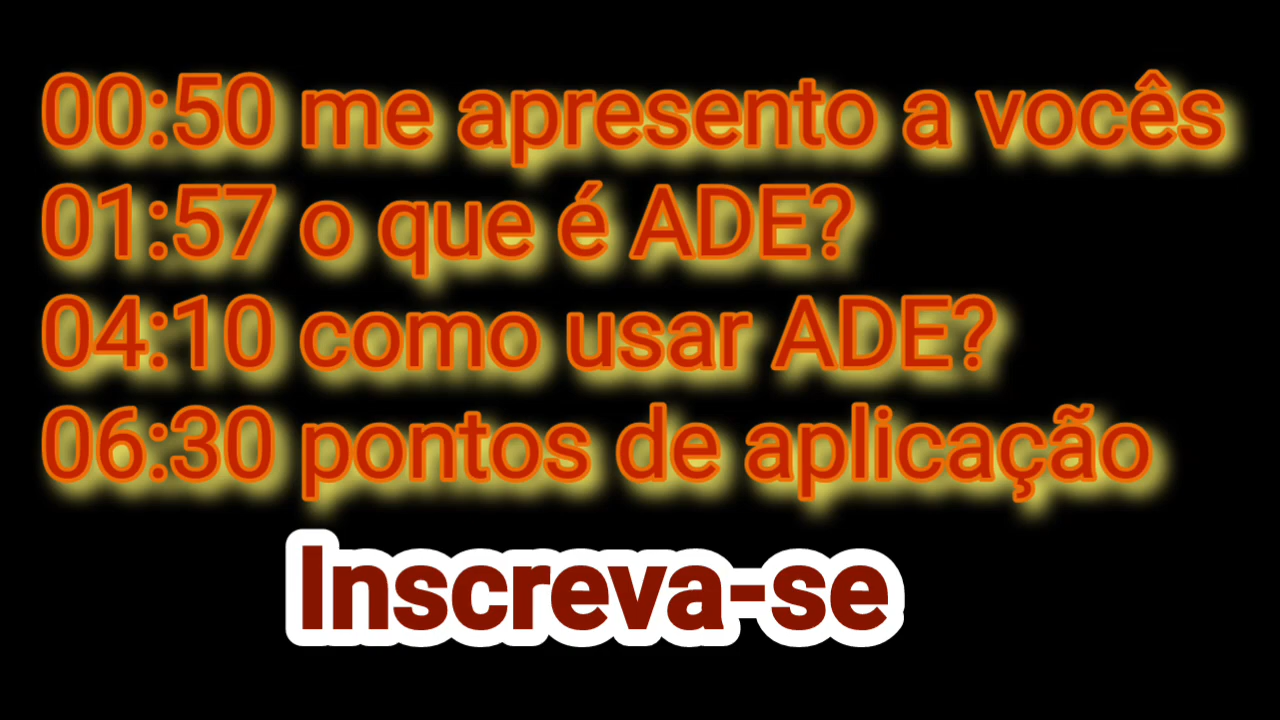 00:50 me apresento a vocês
01:57 o que é ADE?
04:10 como usar ADE?
06:30 pontos de aplicação
Inscreva-se